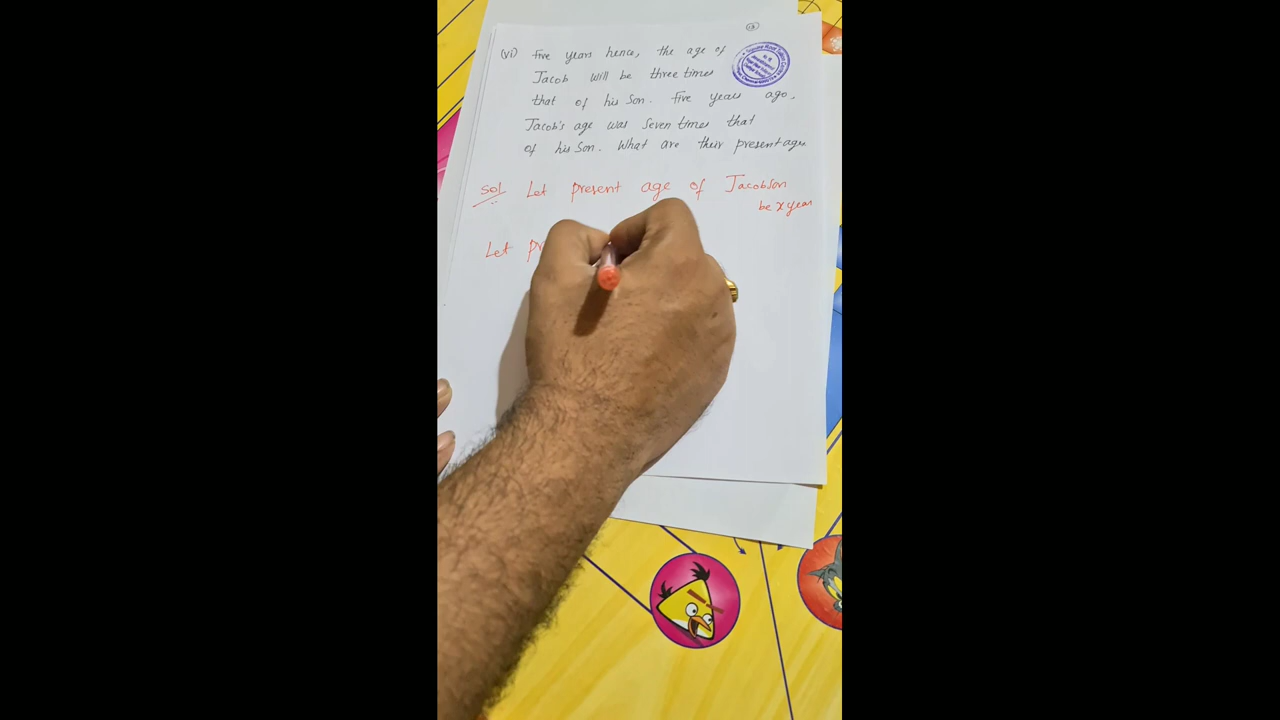 (vi) Five years hence, the age of
Jacob will be three times
that of his Son. Five years ago,
Jacob's age was seven times that
of his Son. What are their present ages
Sol Let present age of Jacobson
be x year
Let pr